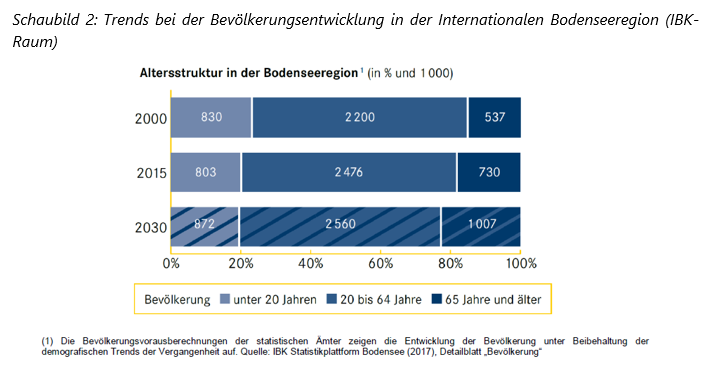 Schaubild 2: Trends bei der Bevölkerungsentwicklung in der Internationalen Bodenseeregion (IBK-
Raum)
Altersstruktur in der Bodenseeregion¹ (in % und 1 000)
2000 830 2 200 537
2015 803 2 476 730
2030 872 2 560 1 007
0% 20% 40% 60% 80% 100%
Bevölkerung unter 20 Jahren 20 bis 64 Jahre 65 Jahre und älter
(1) Die Bevölkerungsvorausberechnungen der statistischen Ämter zeigen die Entwicklung der Bevölkerung unter Beibehaltung der
demografischen Trends der Vergangenheit auf. Quelle: IBK Statistikplattform Bodensee (2017), Detailblatt „Bevölkerung“